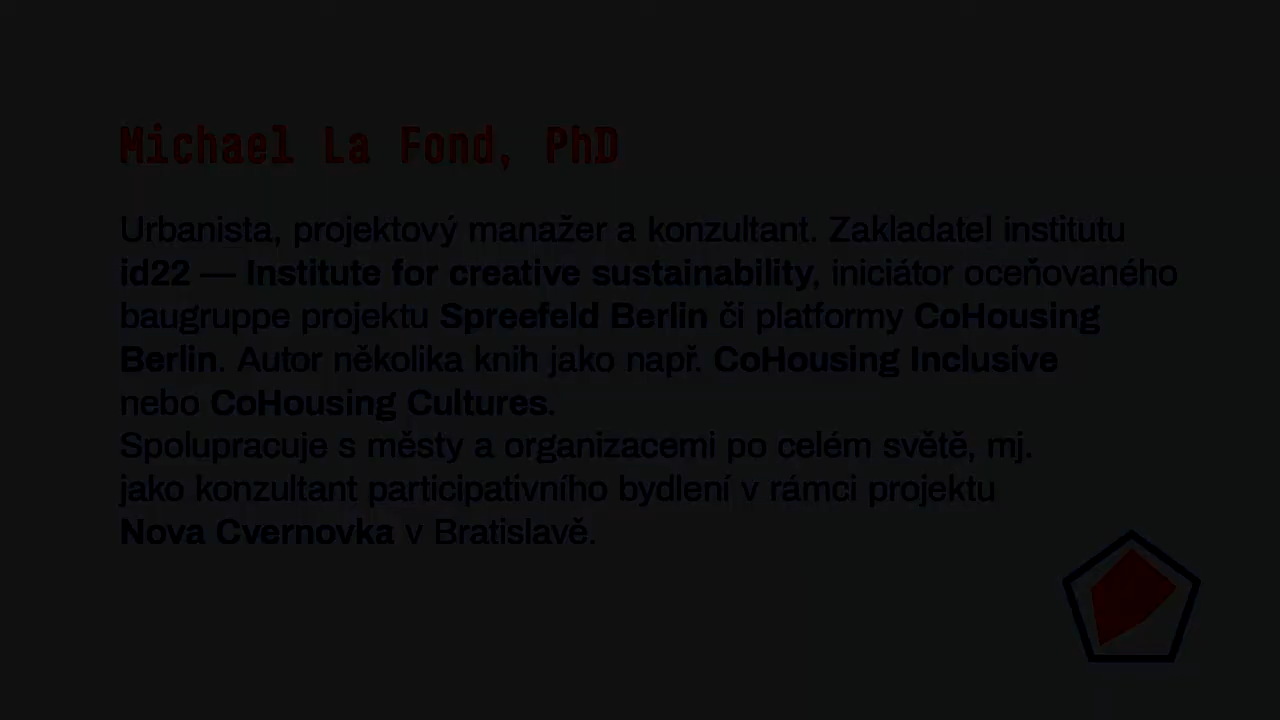 Michael La Fond, PhD
Urbanista, projektový manažer a konzultant. Zakladatel institutu
id22 — Institute for creative sustainability, iniciátor oceňovaného
baugruppe projektu Spreefeld Berlin či platformy CoHousing
Berlin. Autor několika knih jako např. CoHousing Inclusive
nebo CoHousing Cultures.
Spolupracuje s městy a organizacemi po celém světě, mj.
jako konzultant participativního bydlení v rámci projektu
Nova Cvernovka v Bratislavě.